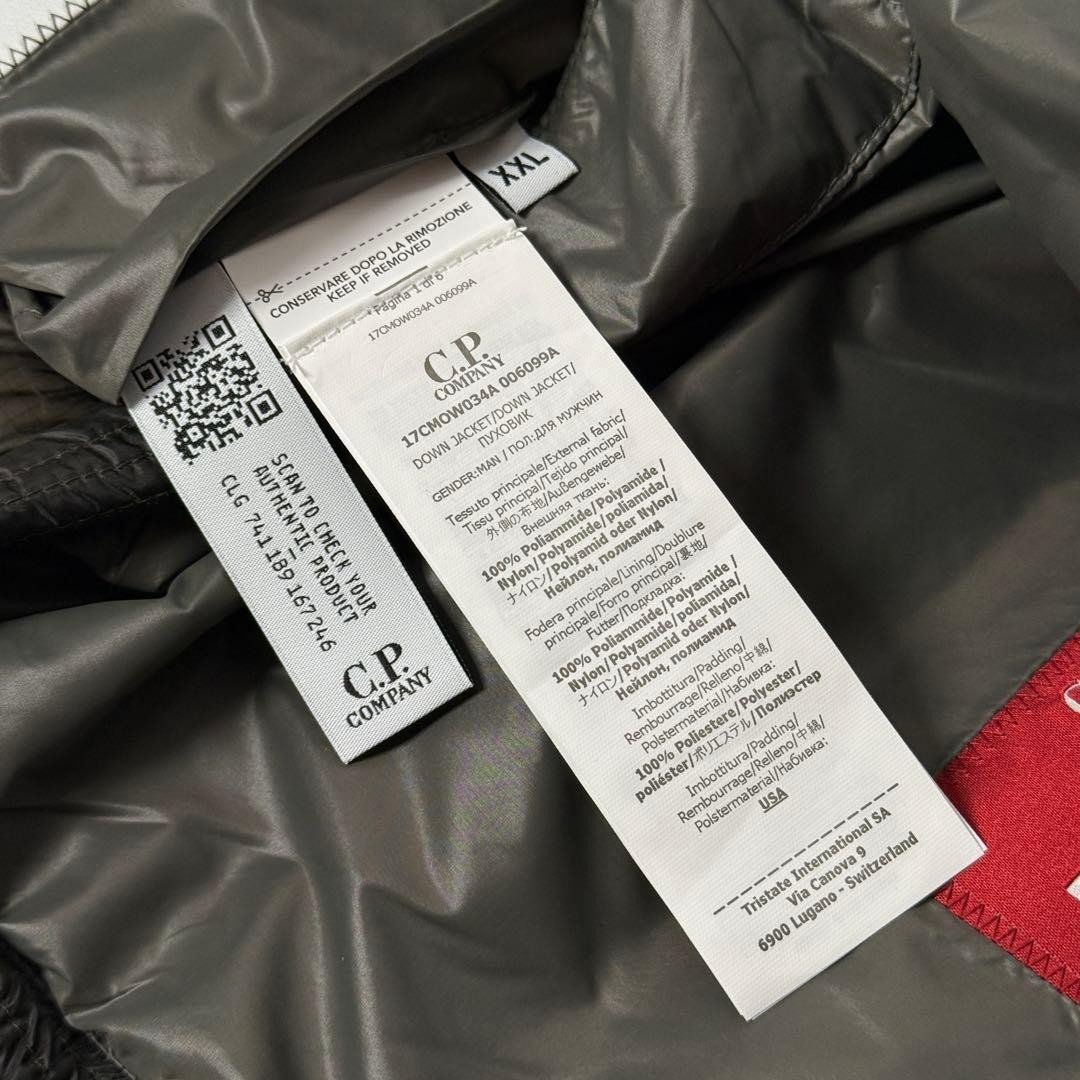 XXL
CONSERVARE DOPO LA RIMOZIONE
KEEP IF REMOVED
Pagina 1 di 6
17CMOW034A 006099A
C.P.
COMPANY
17CMOW034A 006099A
DOWN JACKET/DOWN JACKET/
ПУХОВИК
GENDER:MAN / ПОЛ:ДЛЯ МУЖЧИН
Tessuto principale/External fabric/
Tissu principal/Tejido principal/
外側の布地/Außengewebe/
Внешняя ткань:
100% Poliammide/Polyamide /
Nylon/Polyamide/poliamida/
ナイロン/Polyamid oder Nylon/
Нейлон, полиамид
Fodera principale/Lining/Doublure
principale/Forro principal/裏地/
Futter/Подкладка:
100% Poliammide/Polyamide /
Nylon/Polyamide/poliamida/
ナイロン/Polyamid oder Nylon/
Нейлон, полиамид
Imbottitura/Padding/
Rembourrage/Relleno/中綿/
Polstermaterial/Набивка:
100% Poliestere/Polyester/
poliéster/ポリエステル/Полиэстер
Imbottitura/Padding/
Rembourrage/Relleno/中綿/
Polstermaterial/Набивка:
USA
Tristate International SA
Via Canova 9
6900 Lugano - Switzerland
SCAN TO CHECK YOUR
AUTHENTIC PRODUCT
CLG 741 189 167 246
C.P.
COMPANY